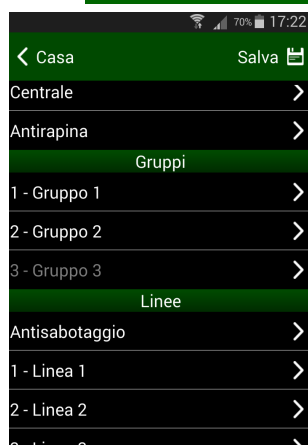 70% 17:22
Casa Salva
Centrale
Antirapina
Gruppi
1 - Gruppo 1
2 - Gruppo 2
3 - Gruppo 3
Linee
Antisabotaggio
1 - Linea 1
2 - Linea 2